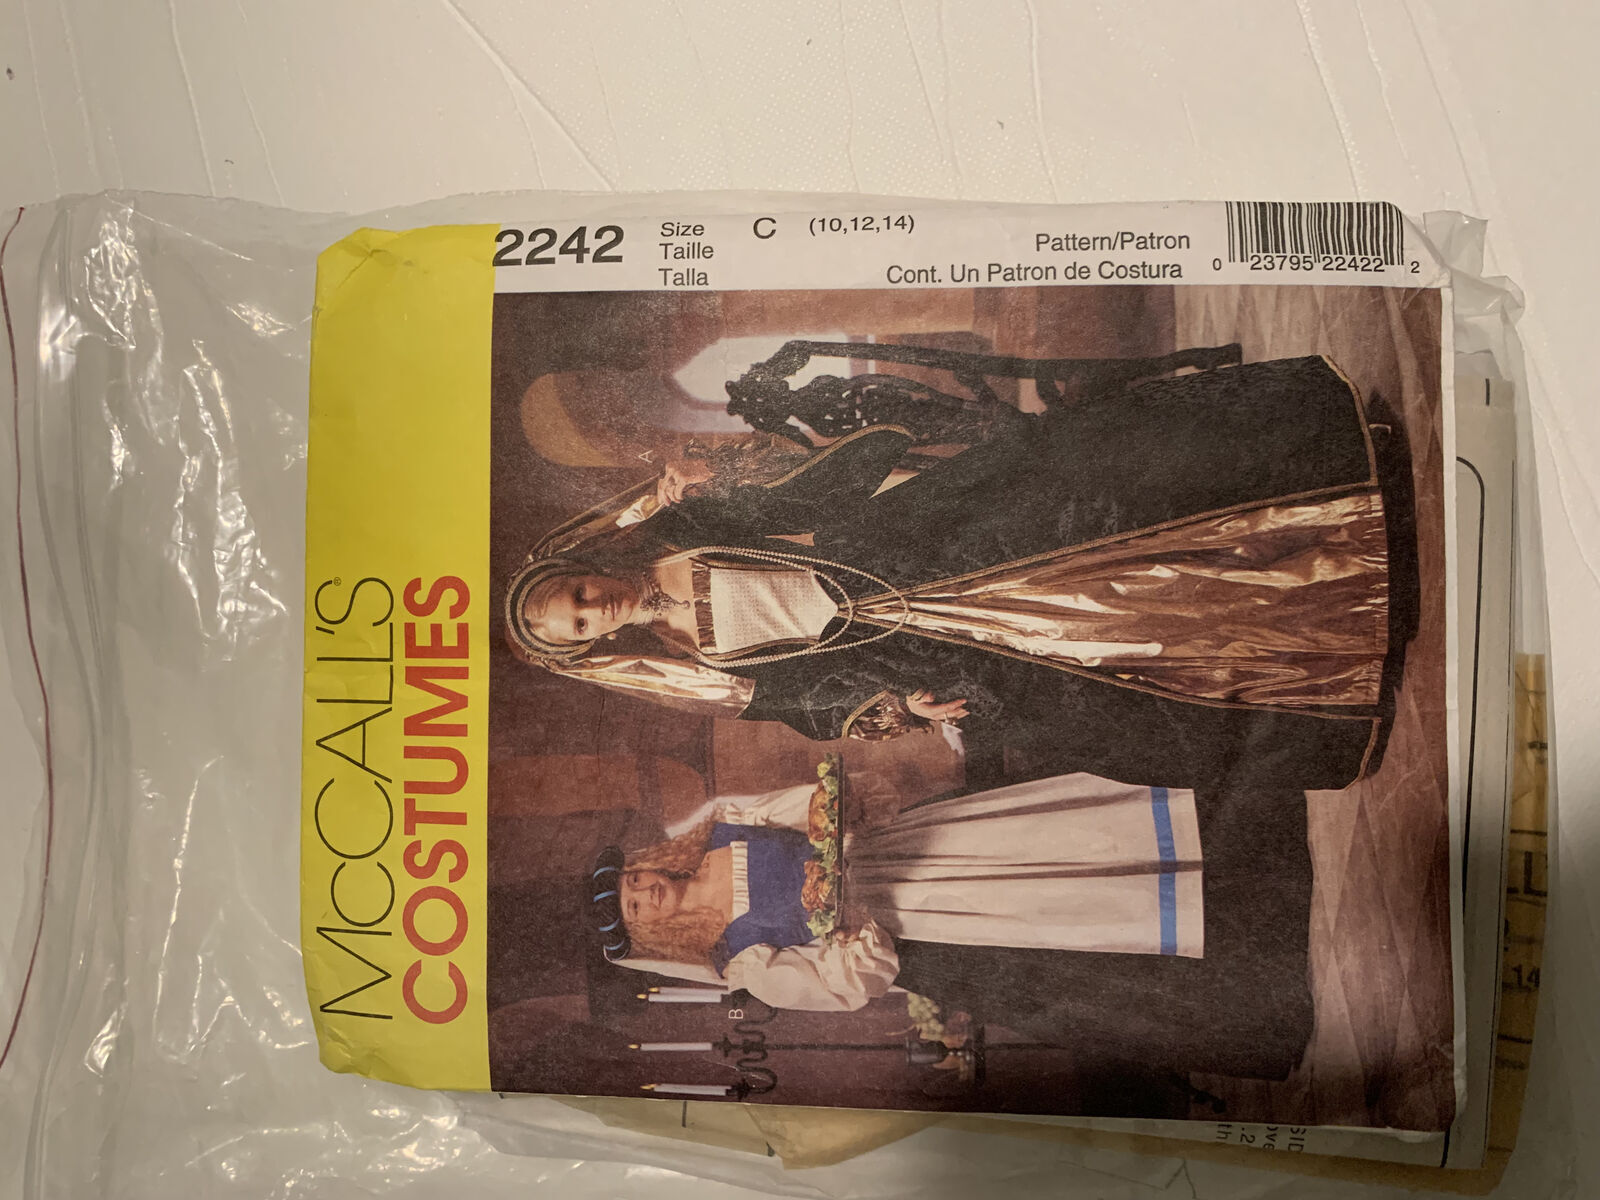 McCALL'S®
COSTUMES
2242
Size
Taille
Talla
C
(10,12,14)
Pattern/Patron
Cont. Un Patron de Costura
0 23795 22422 2
A
B
14